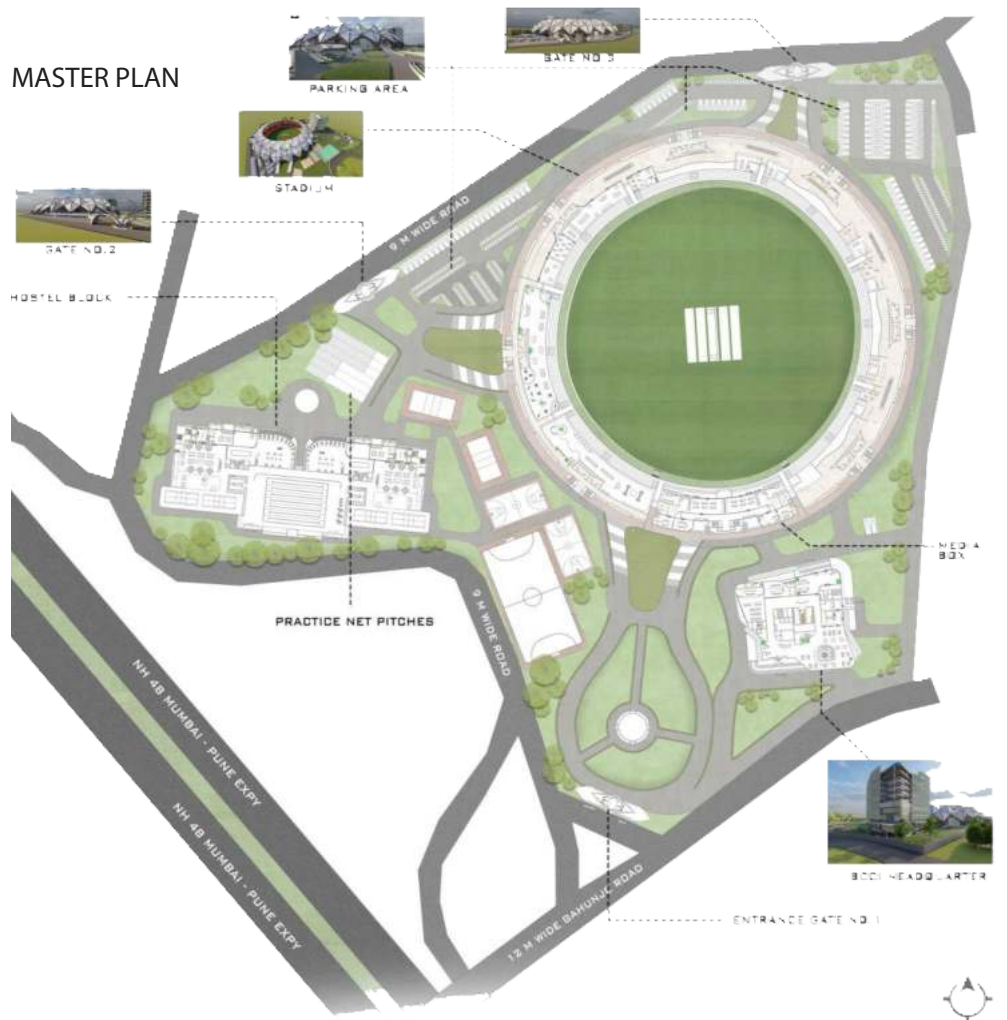 MASTER PLAN
PARKING AREA
GATE NO.3
STADIUM
GATE NO.2
HOSTEL BLOCK
9 M WIDE ROAD
MEDIA
BOX
PRACTICE NET PITCHES
9 M WIDE ROAD
NH 48 MUMBAI - PUNE EXPY
NH 48 MUMBAI - PUNE EXPY
12 M WIDE GAHUNJE ROAD
BCCI HEADQUARTER
ENTRANCE GATE NO.1